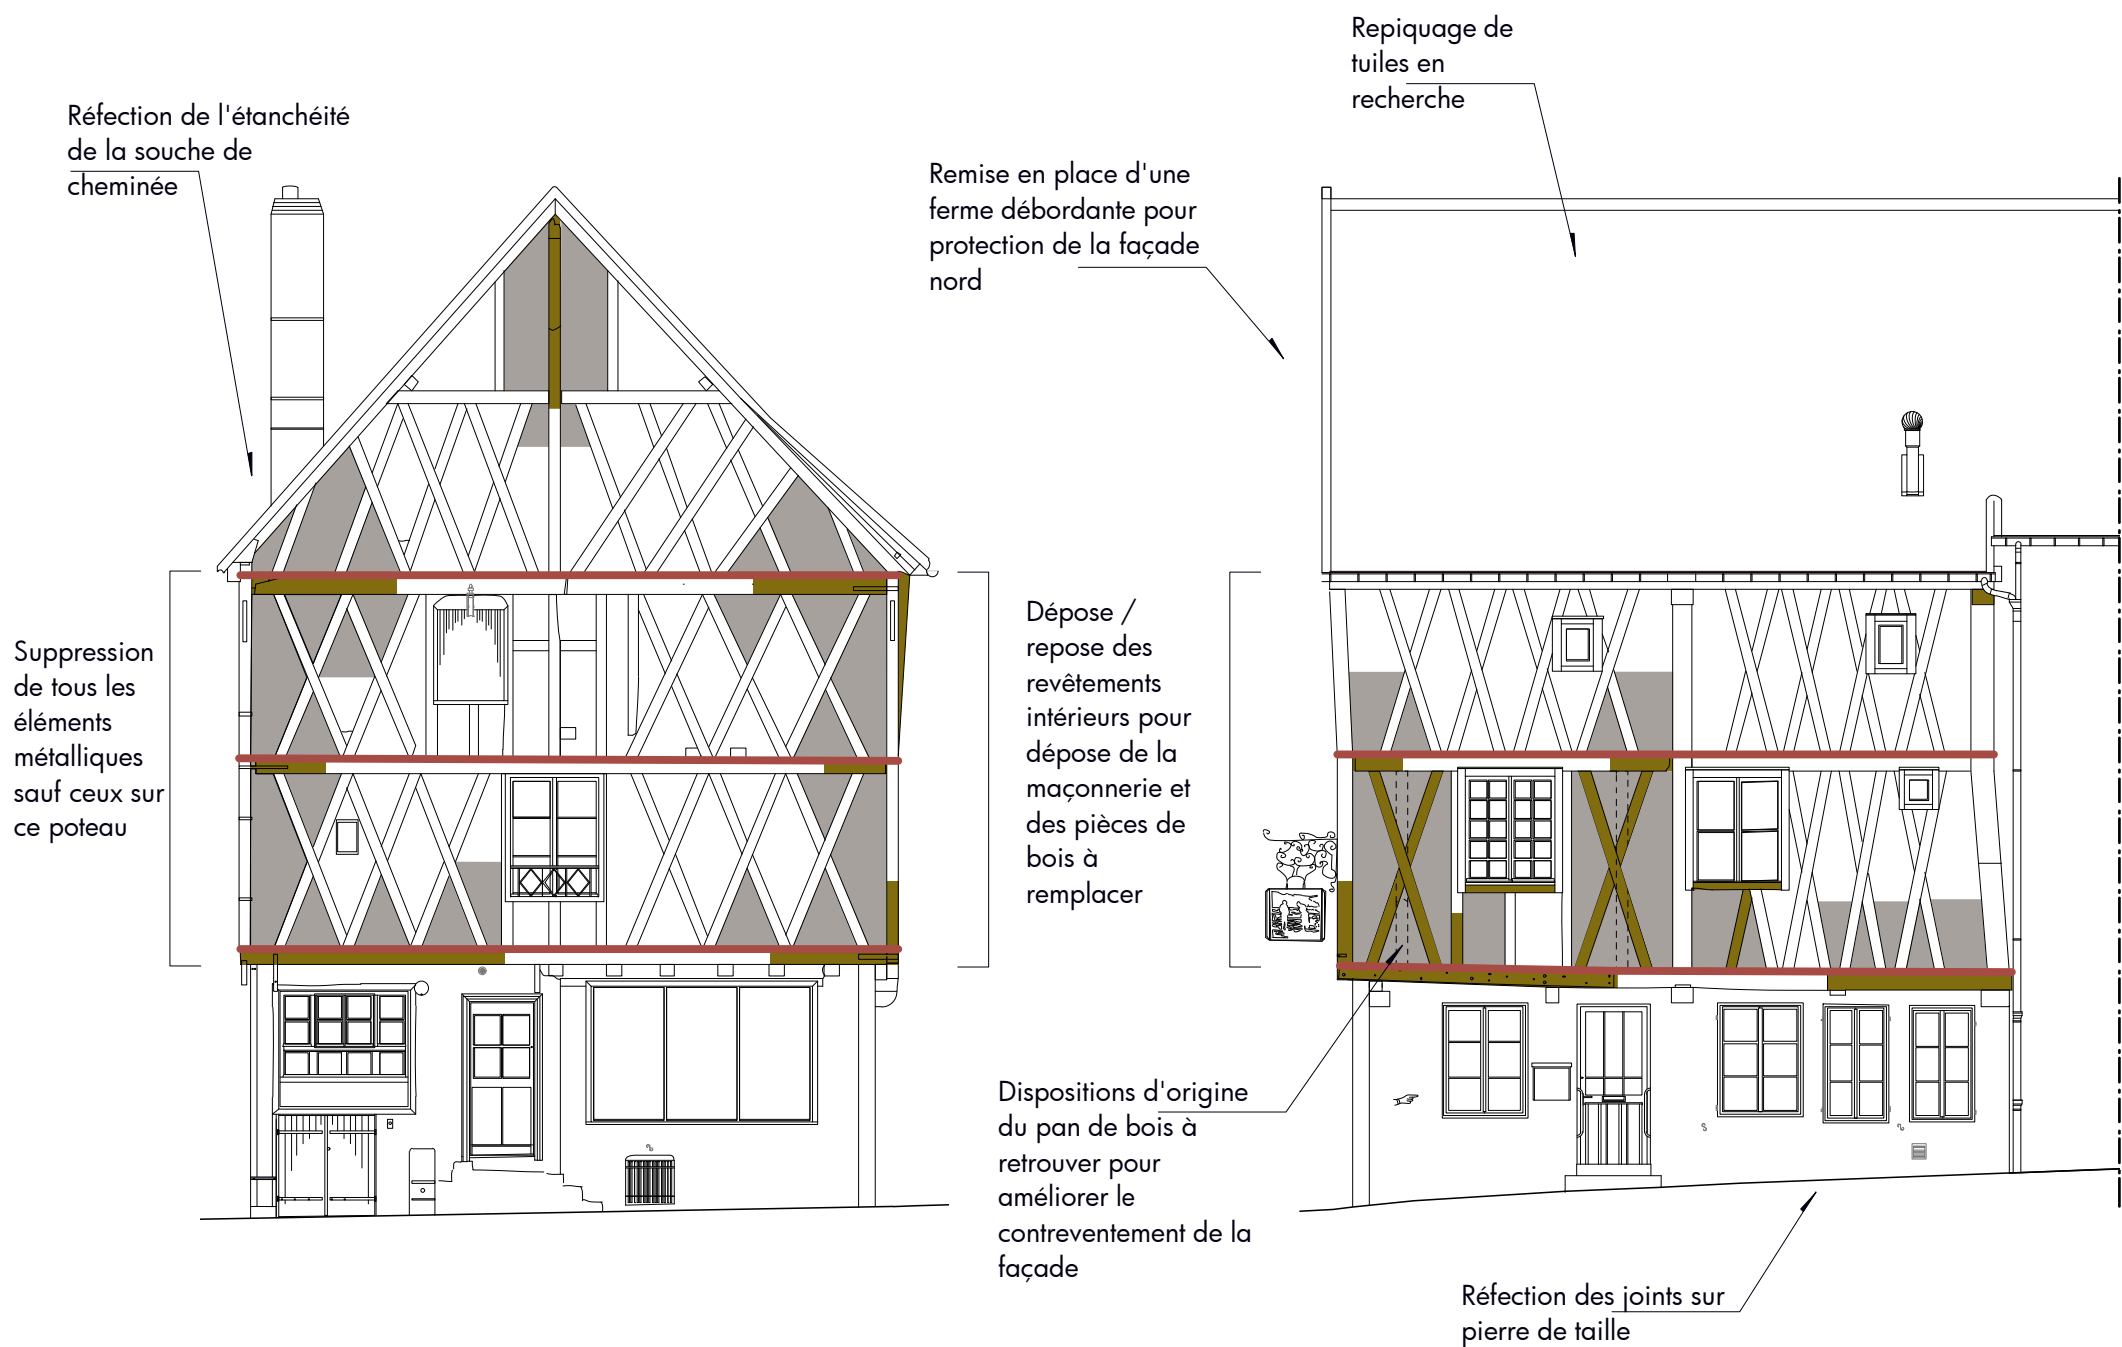 Réfection de l'étanchéité
de la souche de
cheminée
Remise en place d'une
ferme débordante pour
protection de la façade
nord
Repiquage de
tuiles en
recherche
Suppression
de tous les
éléments
métalliques
sauf ceux sur
ce poteau
Dépose /
repose des
revêtements
intérieurs pour
dépose de la
maçonnerie et
des pièces de
bois à
remplacer
Dispositions d'origine
du pan de bois à
retrouver pour
améliorer le
contreventement de la
façade
Réfection des joints sur
pierre de taille